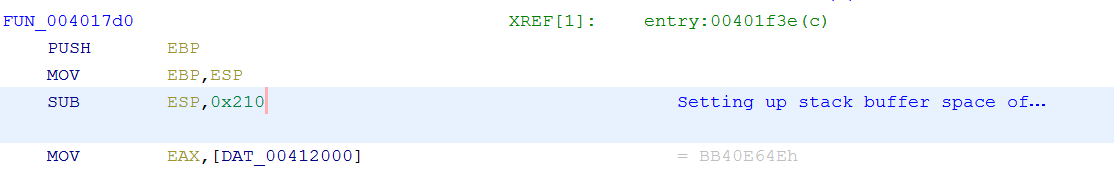 FUN_004017d0 XREF[1]: entry:00401f3e(c)
PUSH EBP
MOV EBP,ESP
SUB ESP,0x210 Setting up stack buffer space of…
MOV EAX,[DAT_00412000] = BB40E64Eh